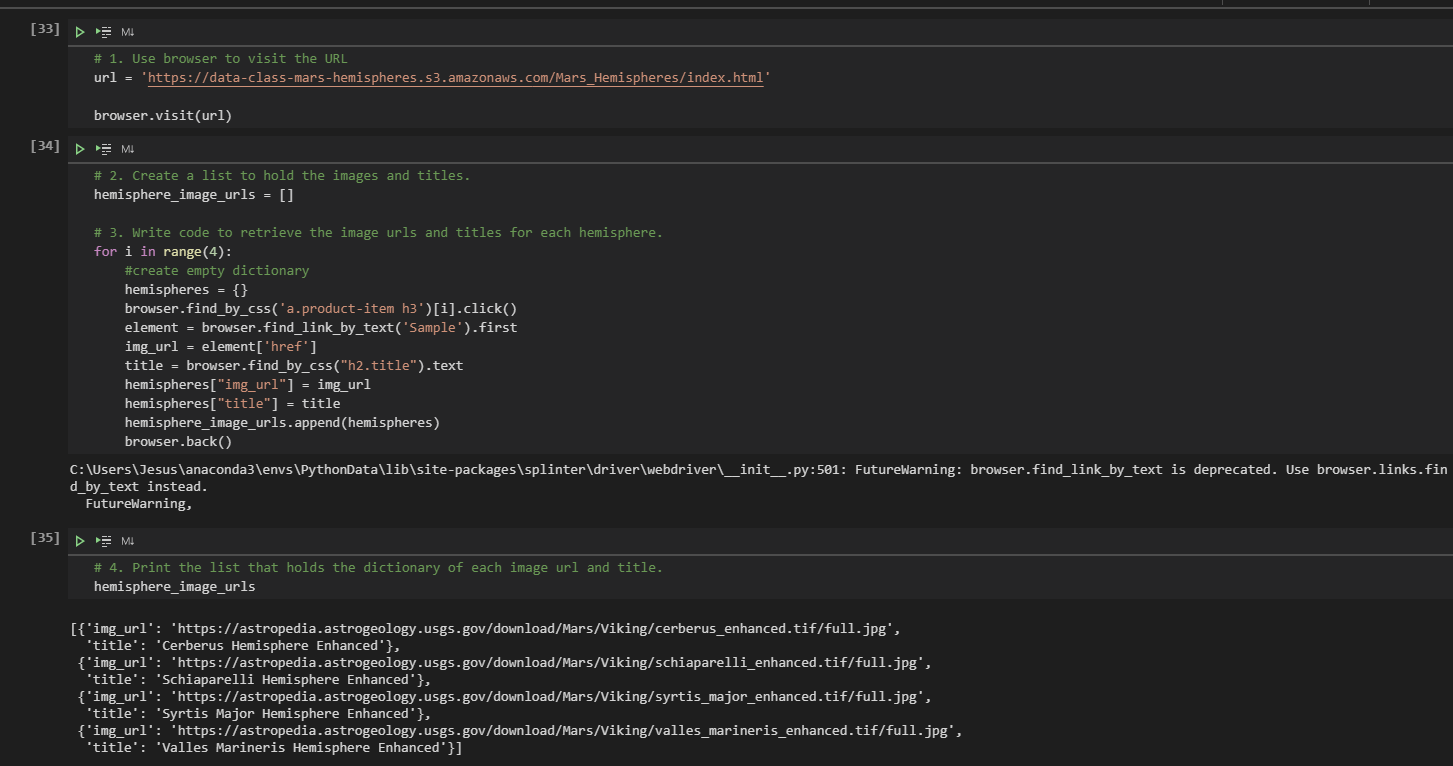 [33]
M↓
# 1. Use browser to visit the URL
url = 'https://data-class-mars-hemispheres.s3.amazonaws.com/Mars_Hemispheres/index.html'
browser.visit(url)
[34]
M↓
# 2. Create a list to hold the images and titles.
hemisphere_image_urls = []
# 3. Write code to retrieve the image urls and titles for each hemisphere.
for i in range(4):
    #create empty dictionary
    hemispheres = {}
    browser.find_by_css('a.product-item h3')[i].click()
    element = browser.find_link_by_text('Sample').first
    img_url = element['href']
    title = browser.find_by_css("h2.title").text
    hemispheres["img_url"] = img_url
    hemispheres["title"] = title
    hemisphere_image_urls.append(hemispheres)
    browser.back()
C:\Users\Jesus\anaconda3\envs\PythonData\lib\site-packages\splinter\driver\webdriver\__init__.py:501: FutureWarning: browser.find_link_by_text is deprecated. Use browser.links.fin
d_by_text instead.
  FutureWarning,
[35]
M↓
# 4. Print the list that holds the dictionary of each image url and title.
hemisphere_image_urls
[{'img_url': 'https://astropedia.astrogeology.usgs.gov/download/Mars/Viking/cerberus_enhanced.tif/full.jpg',
  'title': 'Cerberus Hemisphere Enhanced'},
 {'img_url': 'https://astropedia.astrogeology.usgs.gov/download/Mars/Viking/schiaparelli_enhanced.tif/full.jpg',
  'title': 'Schiaparelli Hemisphere Enhanced'},
 {'img_url': 'https://astropedia.astrogeology.usgs.gov/download/Mars/Viking/syrtis_major_enhanced.tif/full.jpg',
  'title': 'Syrtis Major Hemisphere Enhanced'},
 {'img_url': 'https://astropedia.astrogeology.usgs.gov/download/Mars/Viking/valles_marineris_enhanced.tif/full.jpg',
  'title': 'Valles Marineris Hemisphere Enhanced'}]